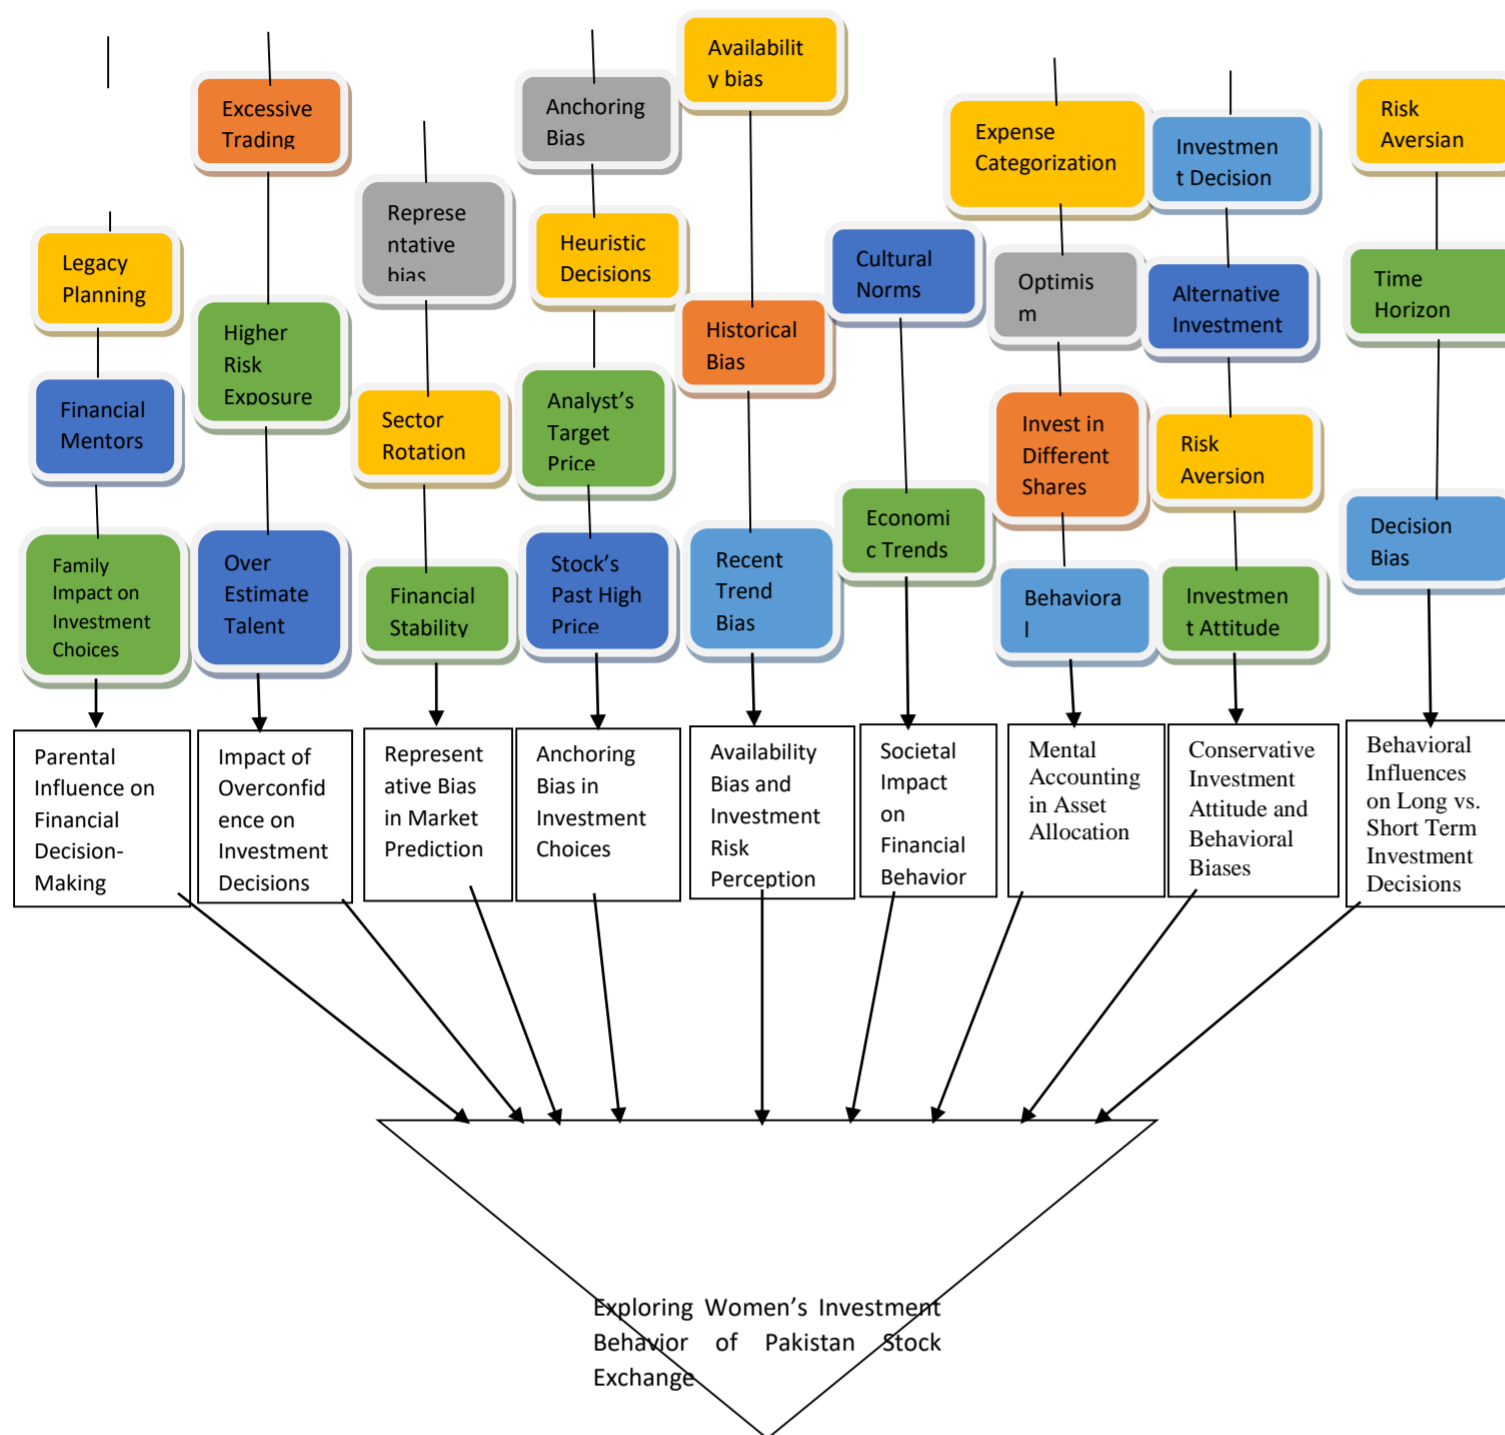 Availabilit
y bias
Excessive
Trading
Anchoring
Bias
Expense
Categorization
Investmen
t Decision
Risk
Aversian
Represe
ntative
bias
Heuristic
Decisions
Legacy
Planning
Cultural
Norms
Optimis
m
Alternative
Investment
Time
Horizon
Higher
Risk
Exposure
Historical
Bias
Financial
Mentors
Sector
Rotation
Analyst’s
Target
Price
Invest in
Different
Shares
Risk
Aversion
Economi
c Trends
Decision
Bias
Family
Impact on
Investment
Choices
Over
Estimate
Talent
Financial
Stability
Stock’s
Past High
Price
Recent
Trend
Bias
Behaviora
l
Investmen
t Attitude
Parental
Influence on
Financial
Decision-
Making
Impact of
Overconfid
ence on
Investment
Decisions
Represent
ative Bias
in Market
Prediction
Anchoring
Bias in
Investment
Choices
Availability
Bias and
Investment
Risk
Perception
Societal
Impact
on
Financial
Behavior
Mental
Accounting
in Asset
Allocation
Conservative
Investment
Attitude and
Behavioral
Biases
Behavioral
Influences
on Long vs.
Short Term
Investment
Decisions
Exploring Women’s Investment
Behavior of Pakistan Stock
Exchange